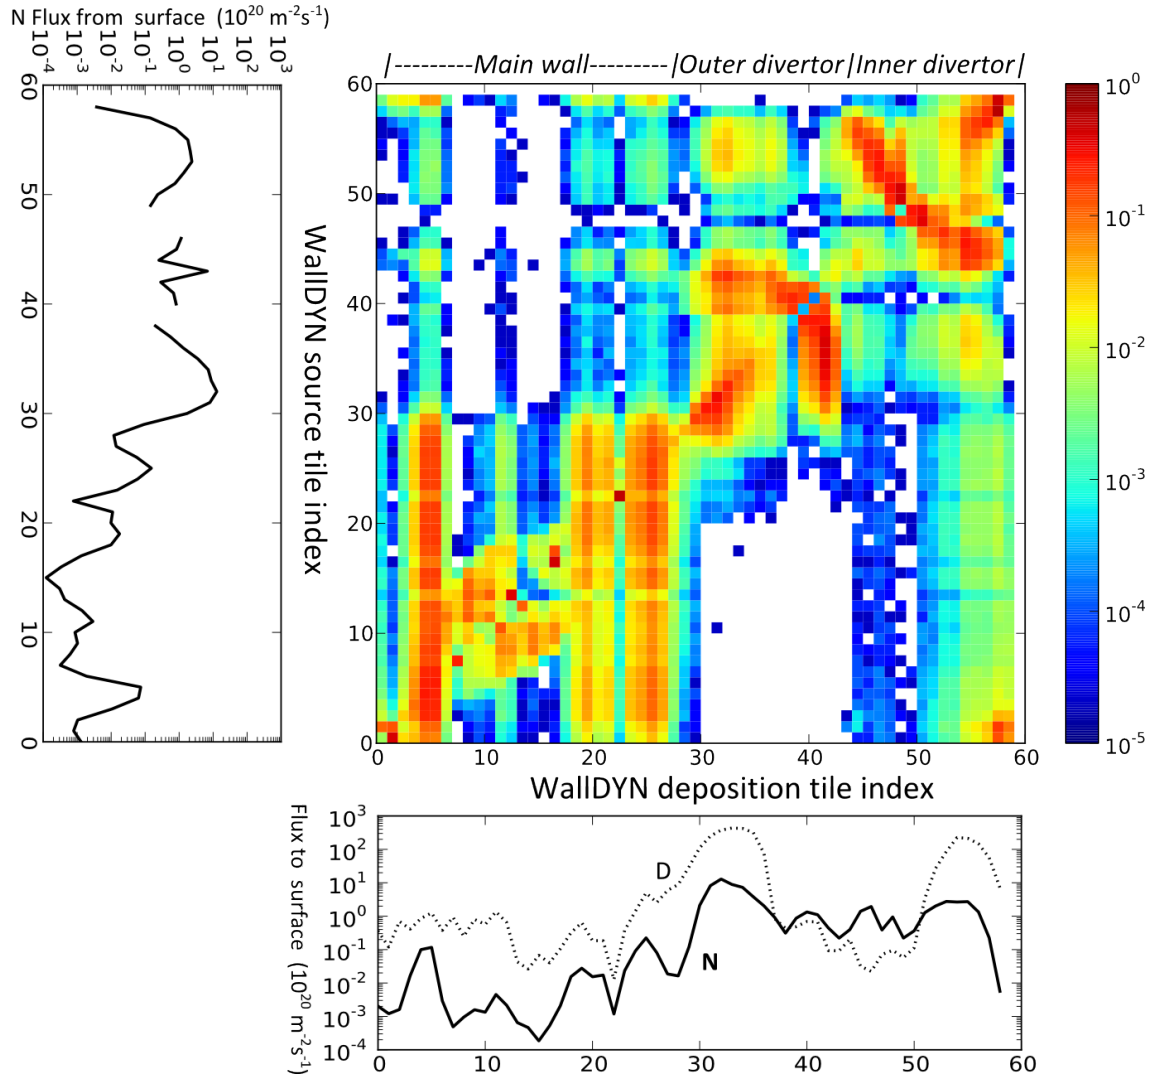 N Flux from surface (10^20 m^-2s^-1)
10^-4 10^-3 10^-2 10^-1 10^0 10^1 10^2 10^3
|---------Main wall---------|Outer divertor|Inner divertor|
60
50
40
30
20
10
0
WallDYN source tile index
60
50
40
30
20
10
0
0 10 20 30 40 50 60
WallDYN deposition tile index
10^0
10^-1
10^-2
10^-3
10^-4
10^-5
Flux to surface (10^20 m^-2s^-1)
10^3
10^2
10^1
10^0
10^-1
10^-2
10^-3
10^-4
D
N
0 10 20 30 40 50 60